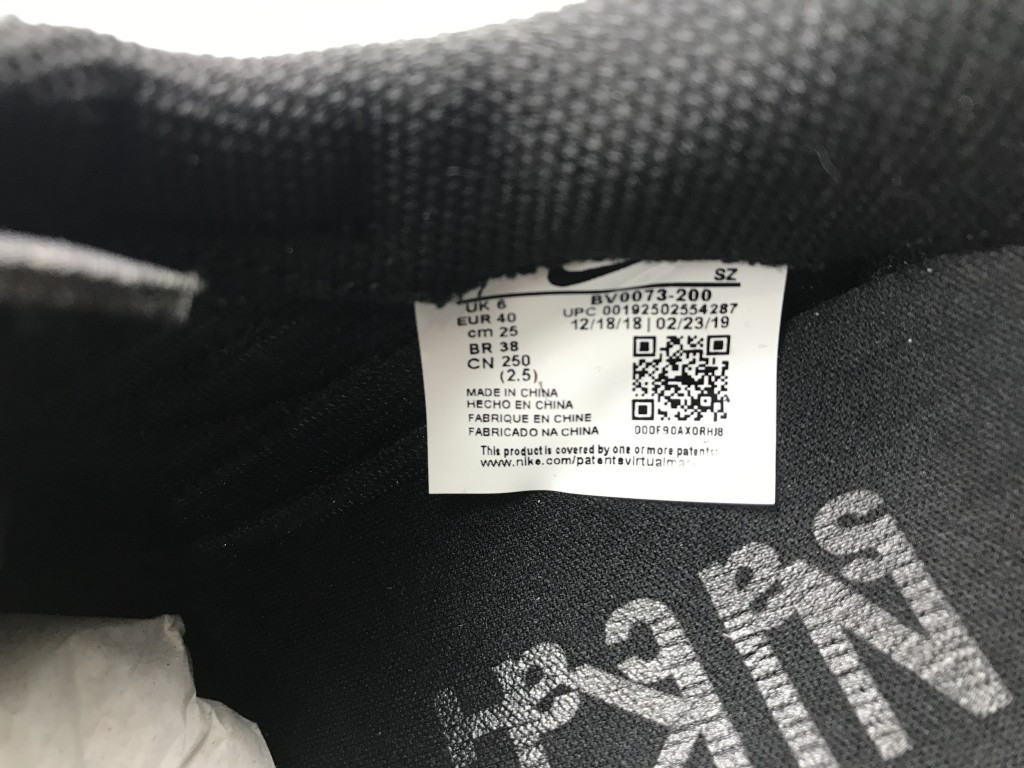 SZ
UK 6
EUR 40
cm 25
BR 38
CN 250
(2.5)
BV0073-200
UPC 00192502554287
12/18/18 | 02/23/19
000F90AX0RHJ8
MADE IN CHINA
HECHO EN CHINA
FABRIQUE EN CHINE
FABRICADO NA CHINA
This product is covered by one or more patents:
www.nike.com/patentsvirtualma